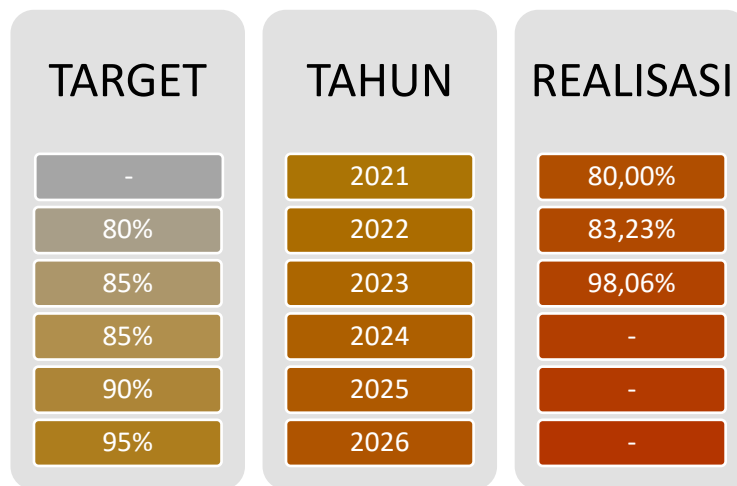 TARGET TAHUN REALISASI
- 2021 80,00%
80% 2022 83,23%
85% 2023 98,06%
85% 2024 -
90% 2025 -
95% 2026 -